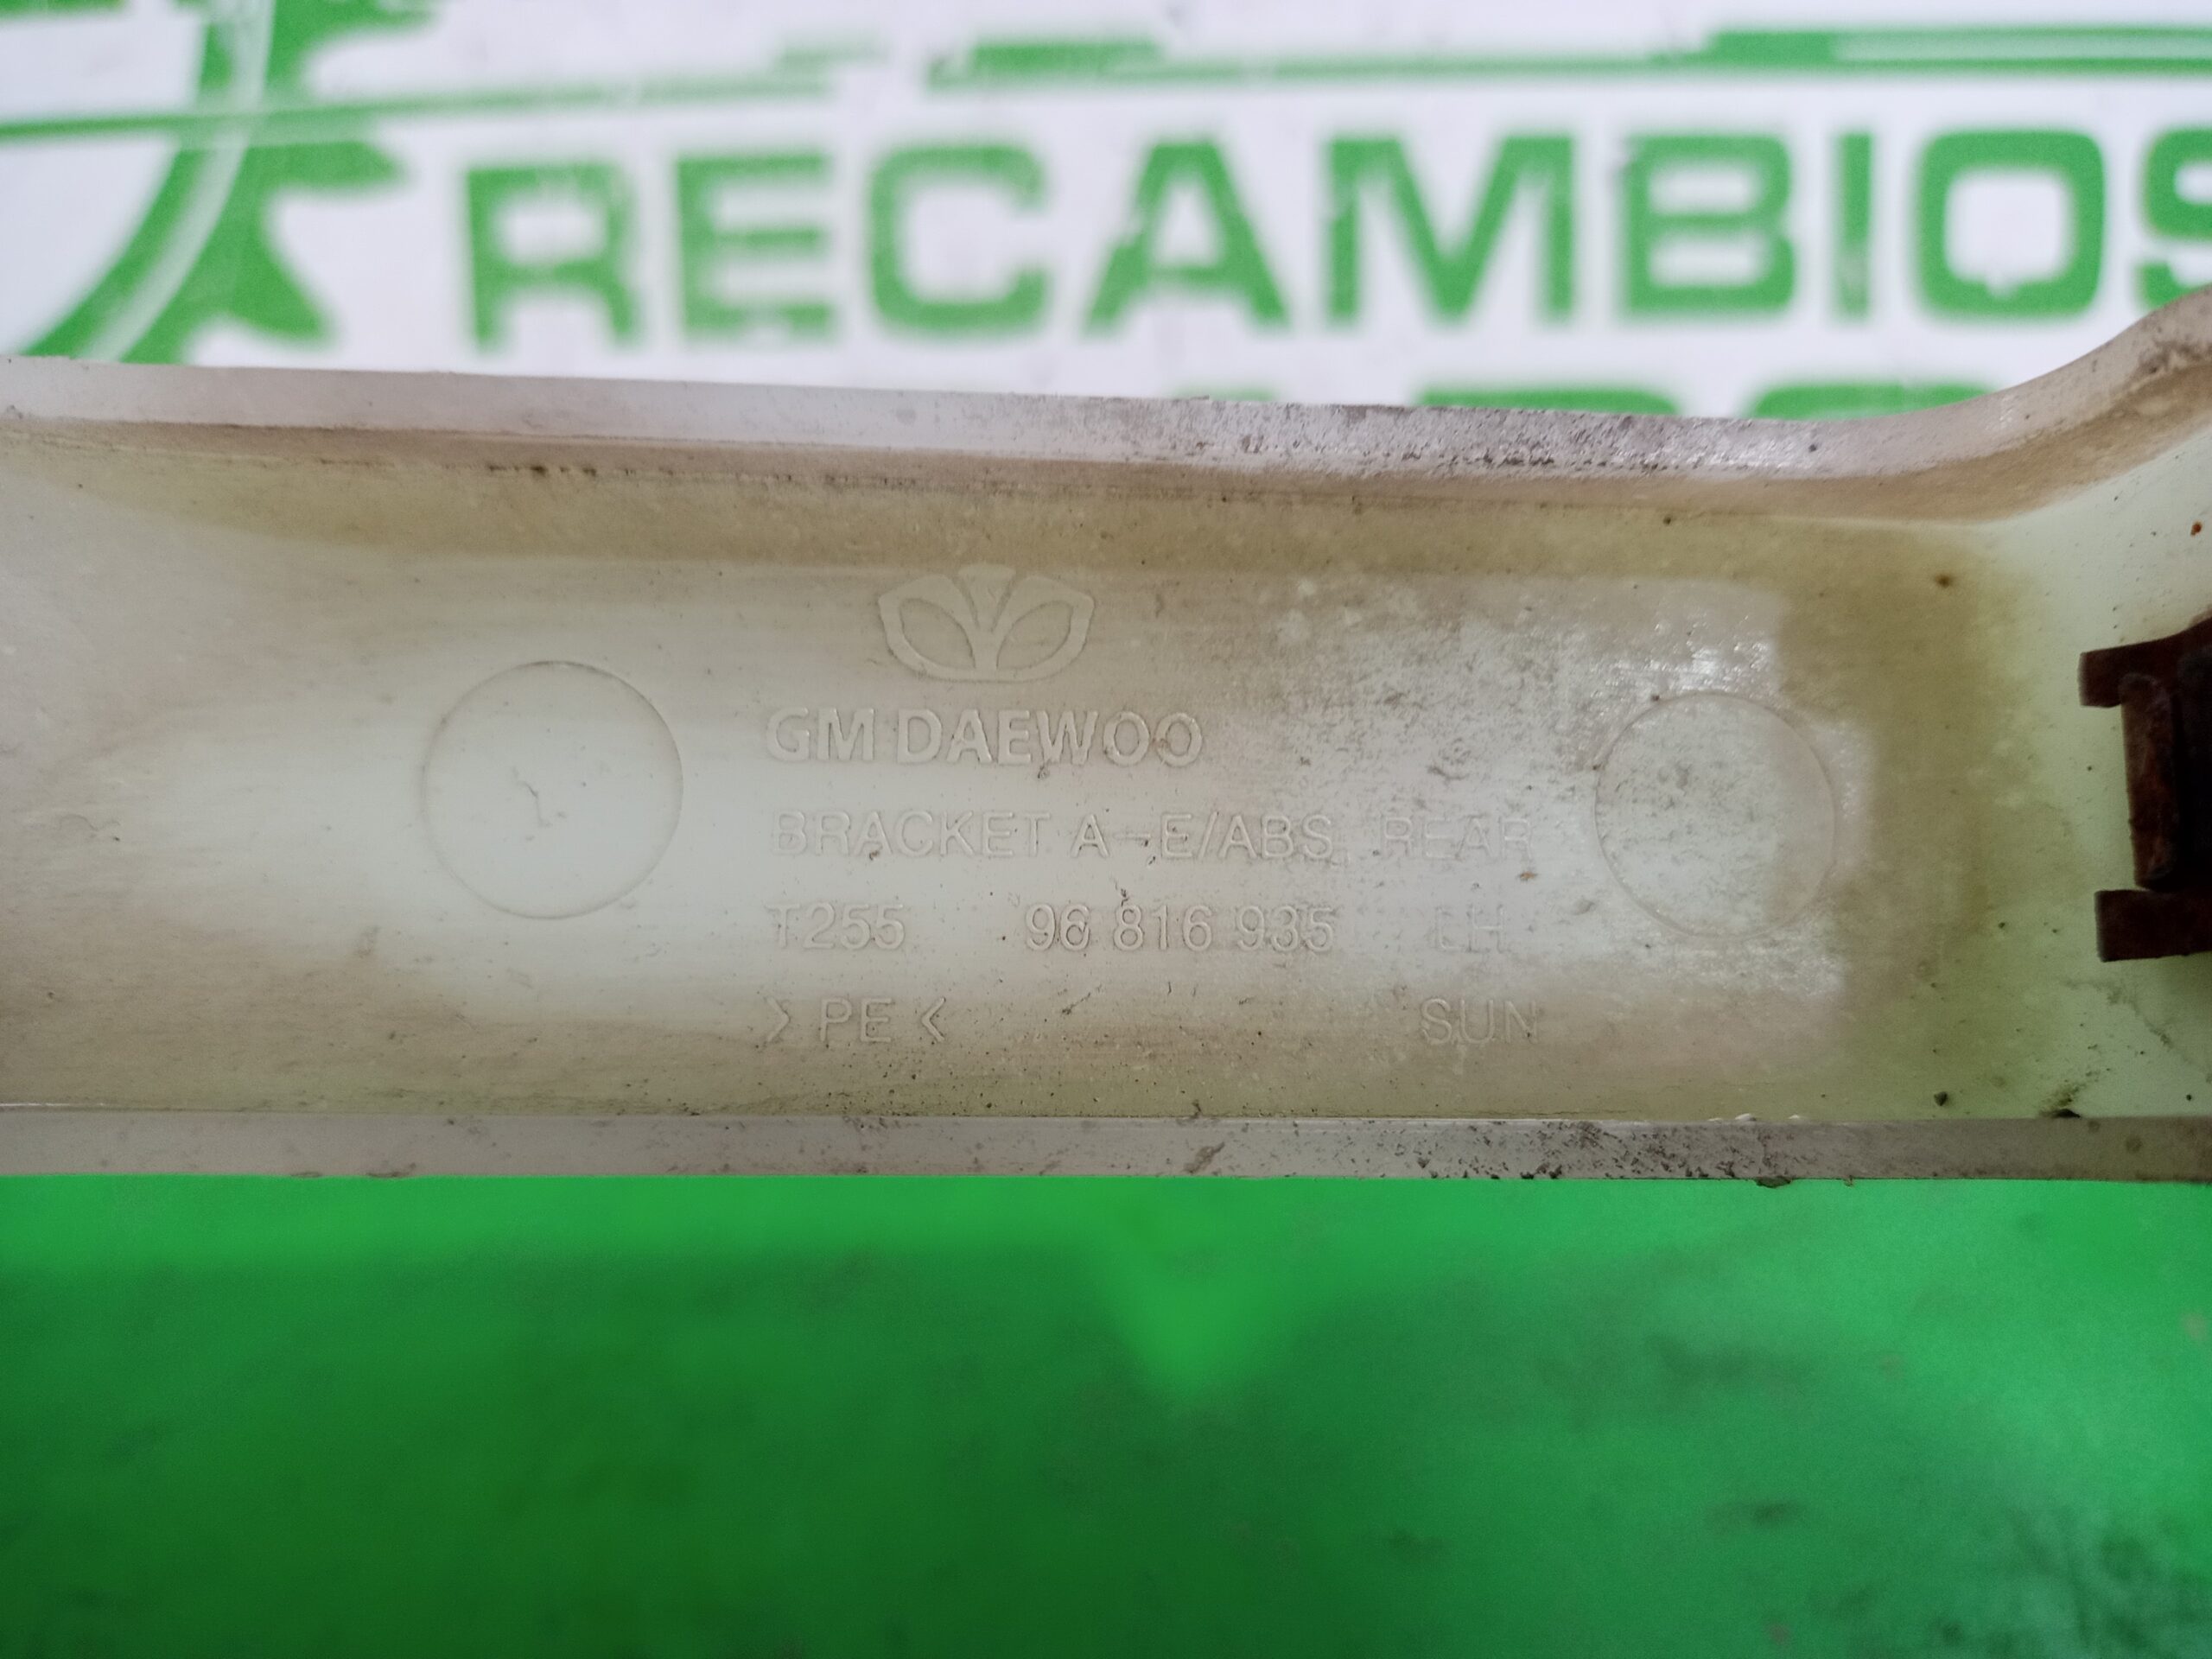 RECAMBIOS
GM DAEWOO
BRACKET A-E/ABS, REAR
T255 96 816 935 LH
>PE< SUN